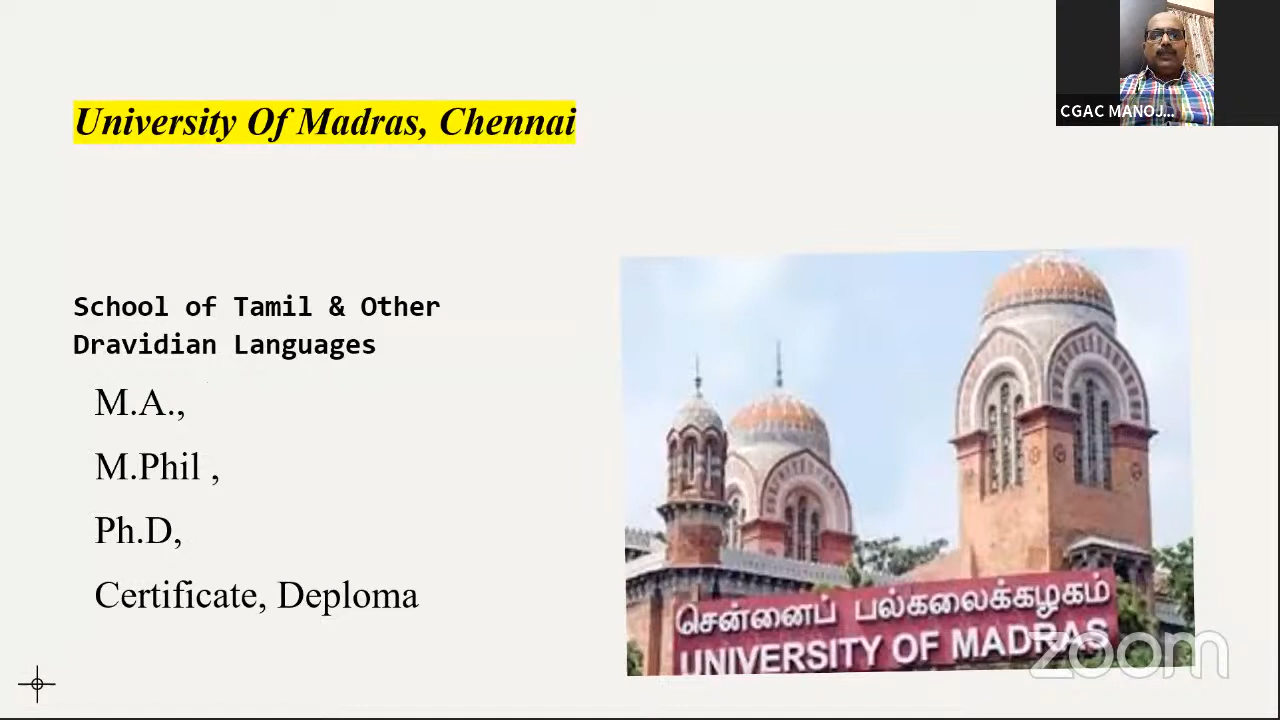 University Of Madras, Chennai
CGAC MANOJ...
School of Tamil & Other
Dravidian Languages
M.A.,
M.Phil ,
Ph.D,
Certificate, Deploma
சென்னைப் பல்கலைக்கழகம்
UNIVERSITY OF MADRAS
zoom